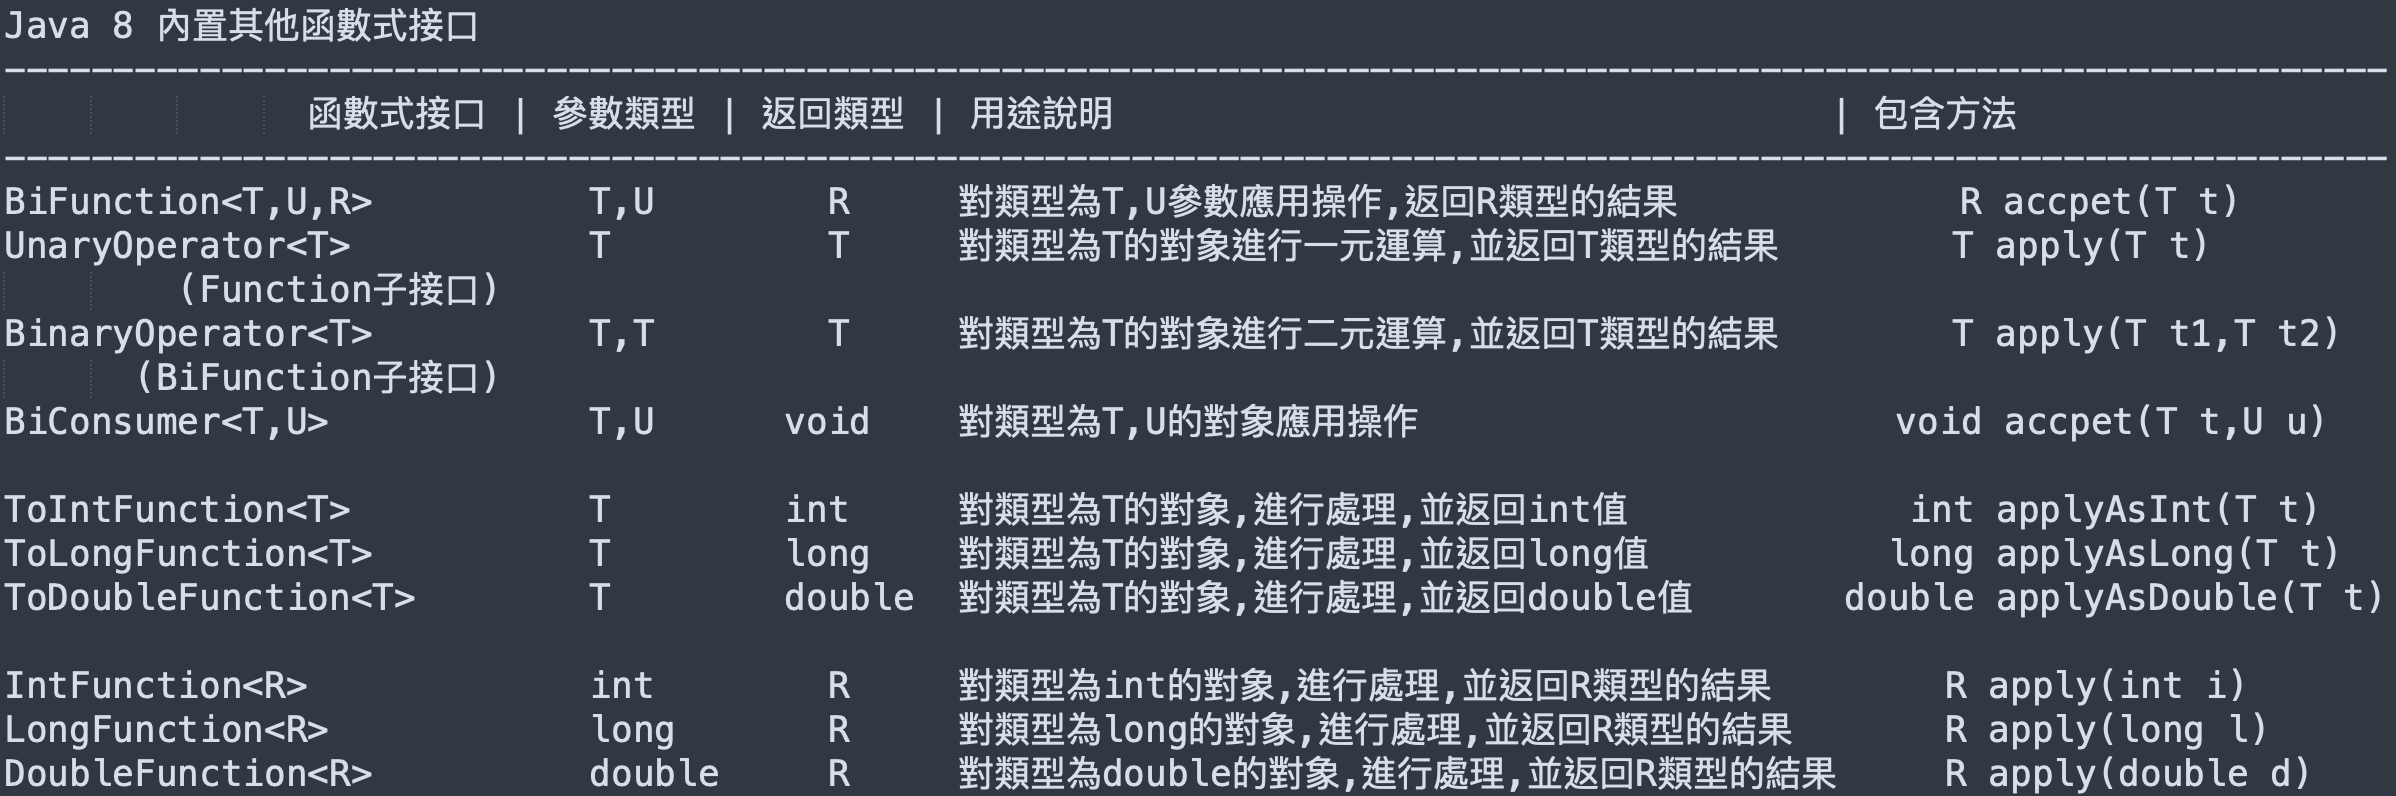 Java 8 內置其他函數式接口
--------------------------------------------------------------------------------------------------------------
函數式接口 | 參數類型 | 返回類型 | 用途說明 | 包含方法
--------------------------------------------------------------------------------------------------------------
BiFunction<T,U,R> T,U R 對類型為T,U參數應用操作,返回R類型的結果 R accpet(T t)
UnaryOperator<T> T T 對類型為T的對象進行一元運算,並返回T類型的結果 T apply(T t)
(Function子接口)
BinaryOperator<T> T,T T 對類型為T的對象進行二元運算,並返回T類型的結果 T apply(T t1,T t2)
(BiFunction子接口)
BiConsumer<T,U> T,U void 對類型為T,U的對象應用操作 void accpet(T t,U u)
ToIntFunction<T> T int 對類型為T的對象,進行處理,並返回int值 int applyAsInt(T t)
ToLongFunction<T> T long 對類型為T的對象,進行處理,並返回long值 long applyAsLong(T t)
ToDoubleFunction<T> T double 對類型為T的對象,進行處理,並返回double值 double applyAsDouble(T t)
IntFunction<R> int R 對類型為int的對象,進行處理,並返回R類型的結果 R apply(int i)
LongFunction<R> long R 對類型為long的對象,進行處理,並返回R類型的結果 R apply(long l)
DoubleFunction<R> double R 對類型為double的對象,進行處理,並返回R類型的結果 R apply(double d)